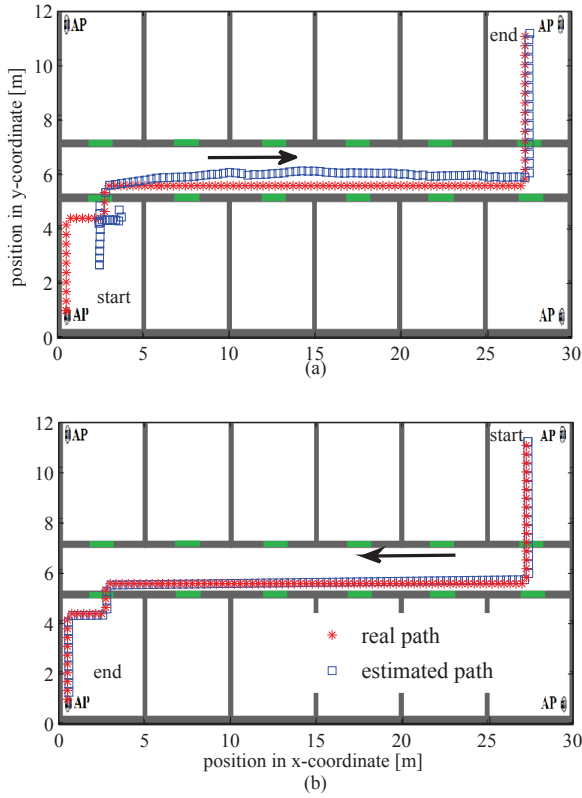 12
10
8
6
4
2
0
position in y-coordinate [m]
AP
end
AP
start
AP
AP
0 5 10 15 20 25 30
(a)
12
10
8
6
4
2
0
AP
start
AP
real path
end
estimated path
AP
AP
0 5 10 15 20 25 30
position in x-coordinate [m]
(b)